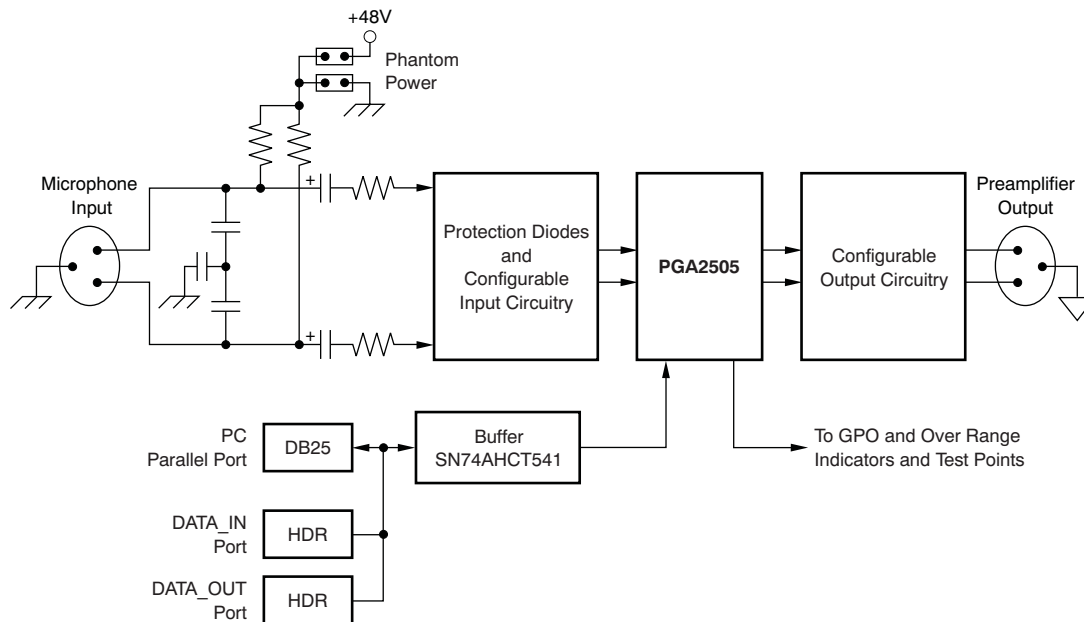 +48V
Phantom
Power
Microphone
Input
+
+
Protection Diodes
and
Configurable
Input Circuitry
PGA2505
Configurable
Output Circuitry
Preamplifier
Output
PC
Parallel Port
DB25
Buffer
SN74AHCT541
To GPO and Over Range
Indicators and Test Points
DATA_IN
Port
HDR
DATA_OUT
Port
HDR